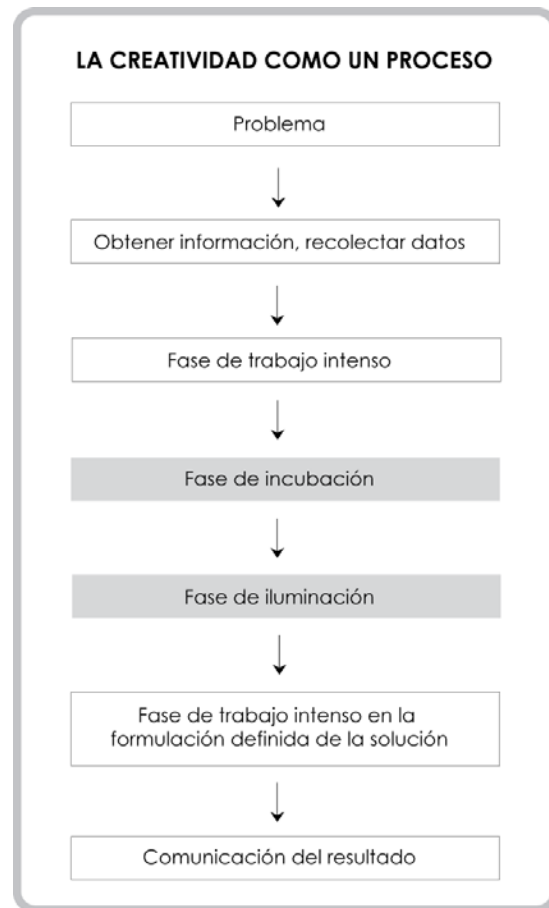 LA CREATIVIDAD COMO UN PROCESO
Problema
Obtener información, recolectar datos
Fase de trabajo intenso
Fase de incubación
Fase de iluminación
Fase de trabajo intenso en la
formulación definida de la solución
Comunicación del resultado